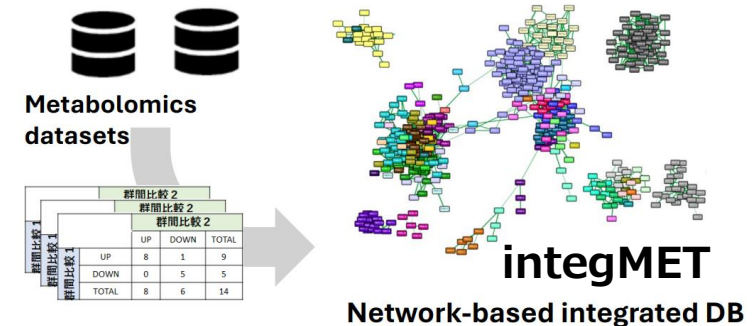 Metabolomics
datasets
群間比較 2
群間比較 2
群間比較 2
群間比較 1
群間比較 1
群間比較 1
UP DOWN TOTAL
UP 8 1 9
DOWN 0 5 5
TOTAL 8 6 14
integMET
Network-based integrated DB